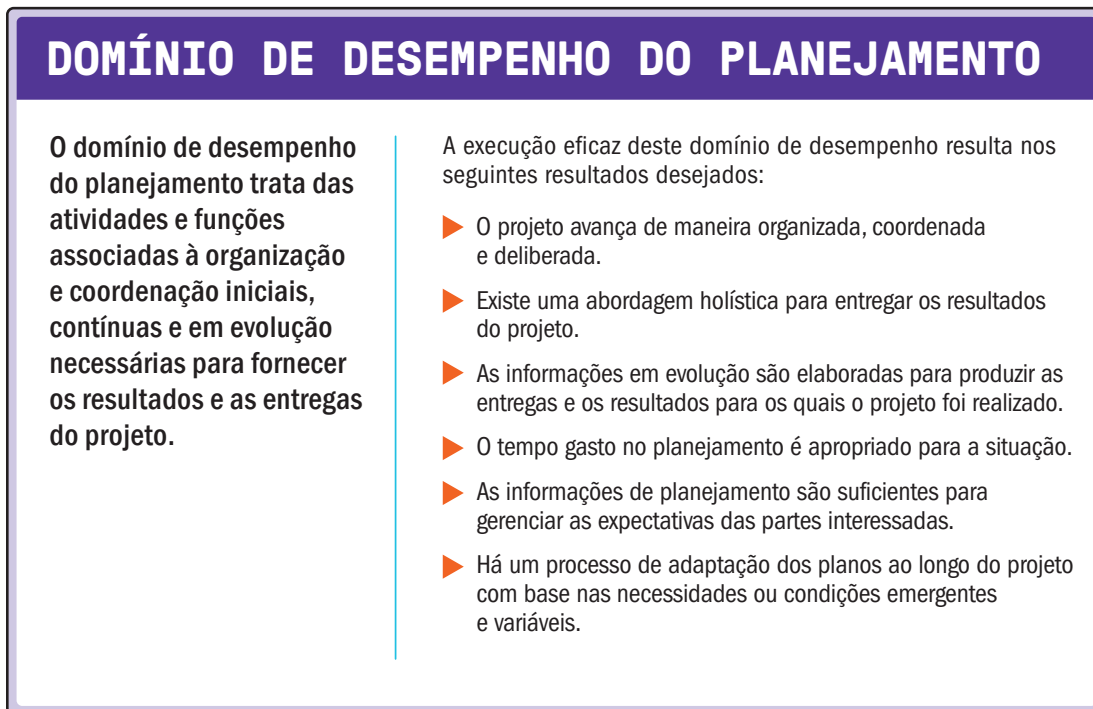 DOMÍNIO DE DESEMPENHO DO PLANEJAMENTO
O domínio de desempenho
do planejamento trata das
atividades e funções
associadas à organização
e coordenação iniciais,
contínuas e em evolução
necessárias para fornecer
os resultados e as entregas
do projeto.
A execução eficaz deste domínio de desempenho resulta nos
seguintes resultados desejados:
O projeto avança de maneira organizada, coordenada
e deliberada.
Existe uma abordagem holística para entregar os resultados
do projeto.
As informações em evolução são elaboradas para produzir as
entregas e os resultados para os quais o projeto foi realizado.
O tempo gasto no planejamento é apropriado para a situação.
As informações de planejamento são suficientes para
gerenciar as expectativas das partes interessadas.
Há um processo de adaptação dos planos ao longo do projeto
com base nas necessidades ou condições emergentes
e variáveis.